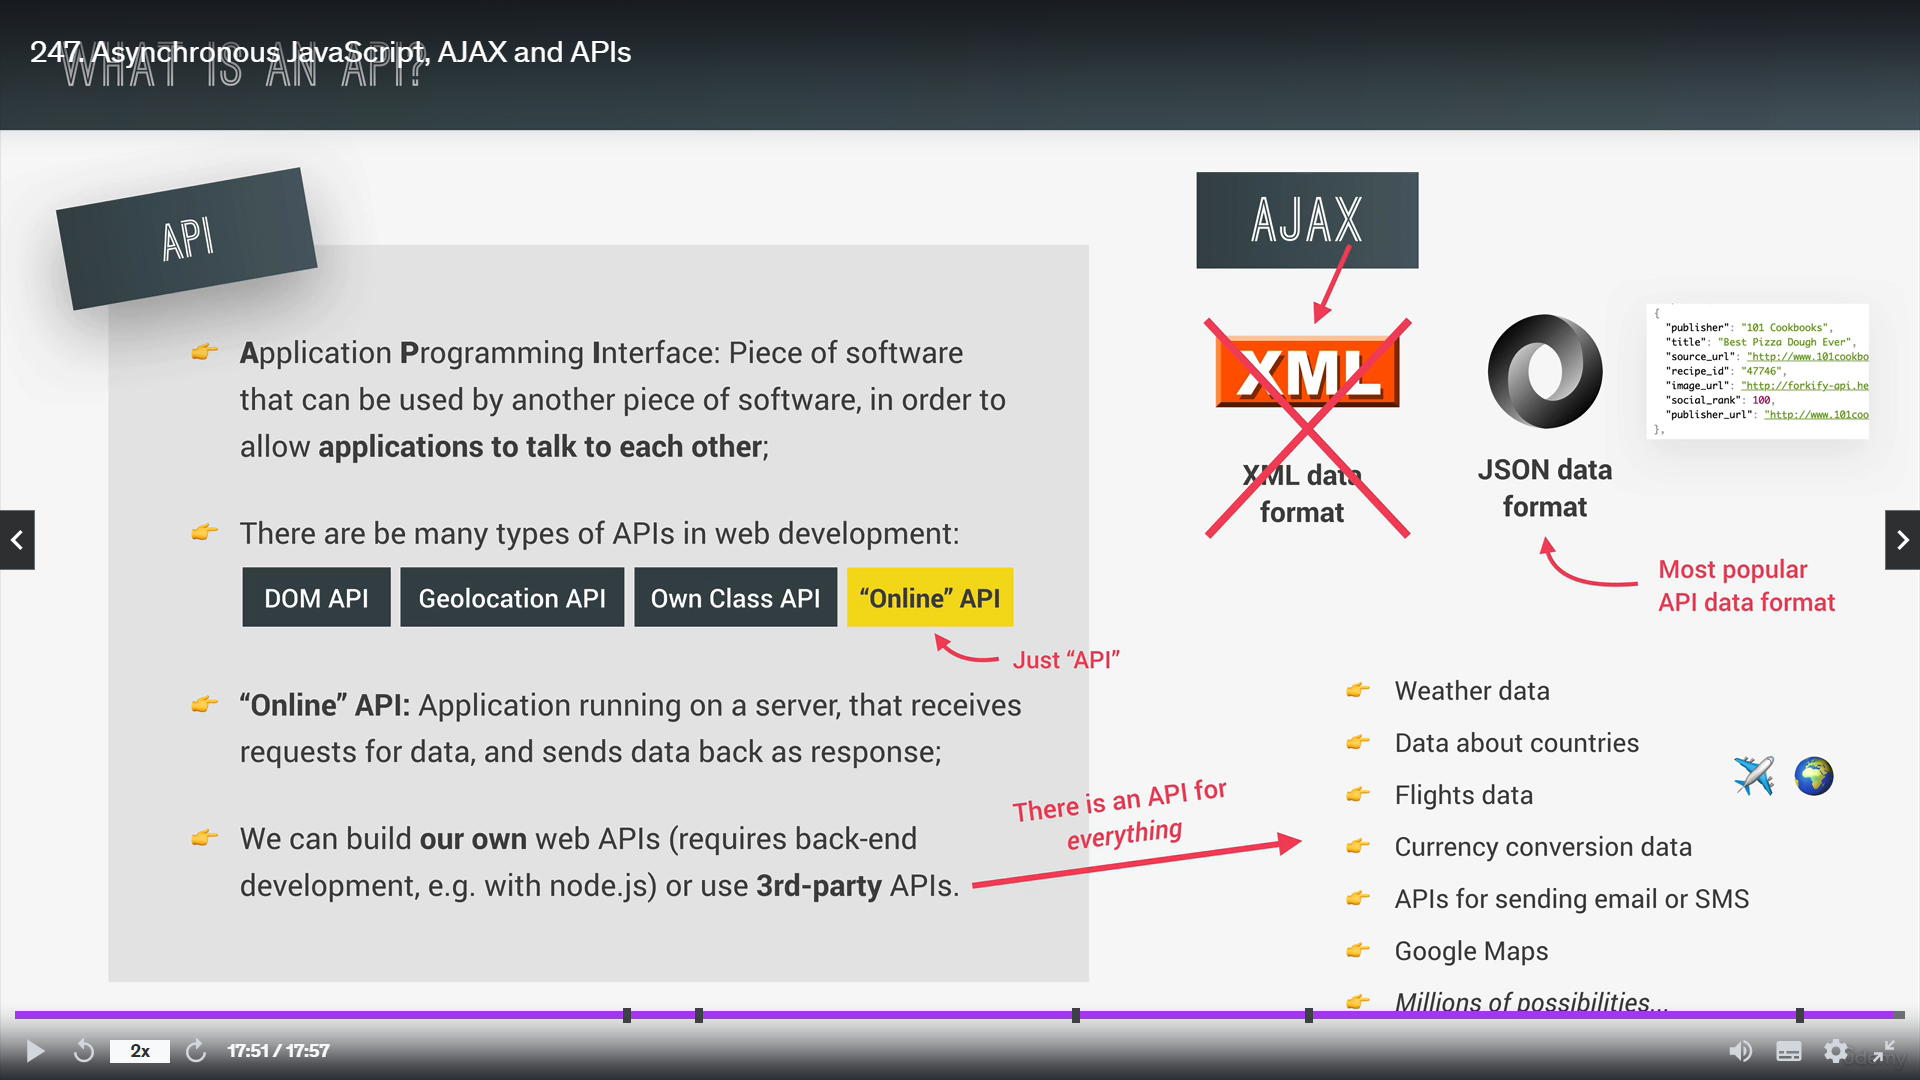 247. Asynchronous JavaScript, AJAX and APIs
WHAT IS AN API?
API
Application Programming Interface: Piece of software
that can be used by another piece of software, in order to
allow applications to talk to each other;
There are be many types of APIs in web development:
DOM API
Geolocation API
Own Class API
“Online” API
Just “API”
“Online” API: Application running on a server, that receives
requests for data, and sends data back as response;
We can build our own web APIs (requires back-end
development, e.g. with node.js) or use 3rd-party APIs.
There is an API for
everything
AJAX
XML
XML data
format
JSON data
format
{
"publisher": "101 Cookbooks",
"title": "Best Pizza Dough Ever",
"source_url": "http://www.101cookbo
"recipe_id": "47746",
"image_url": "http://forkify-api.he
"social_rank": 100,
"publisher_url": "http://www.101coo
},
Most popular
API data format
Weather data
Data about countries
Flights data
Currency conversion data
APIs for sending email or SMS
Google Maps
Millions of possibilities...
2x
17:51 / 17:57
Udemy